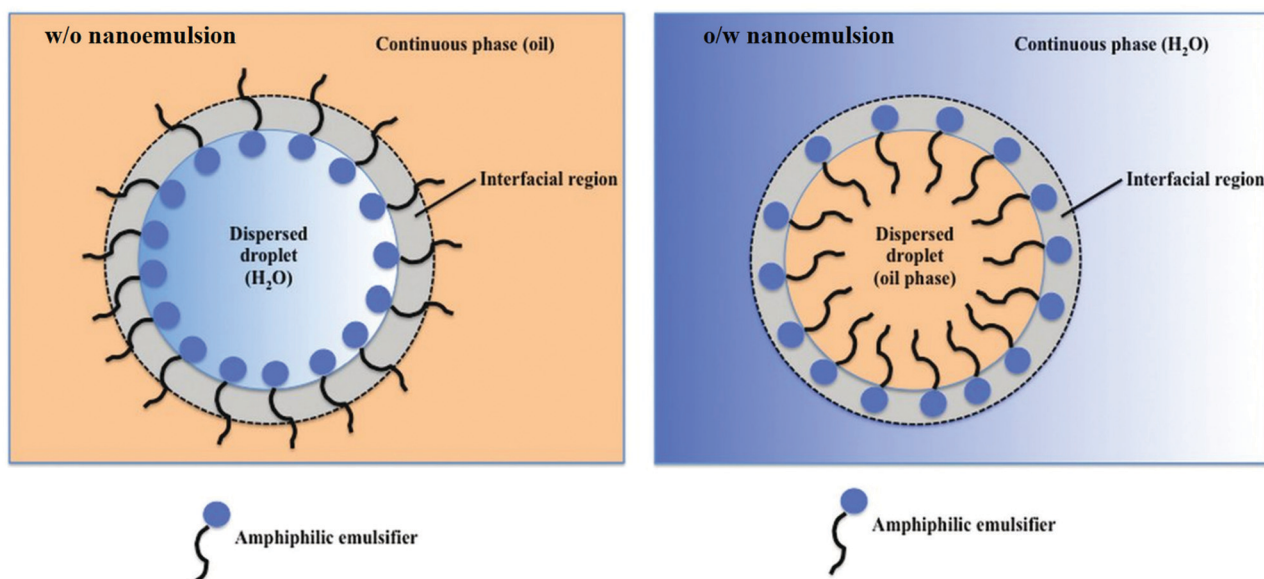 w/o nanoemulsion
Continuous phase (oil)
Interfacial region
Dispersed
droplet
(H₂O)
Amphiphilic emulsifier
o/w nanoemulsion
Continuous phase (H₂O)
Interfacial region
Dispersed
droplet
(oil phase)
Amphiphilic emulsifier